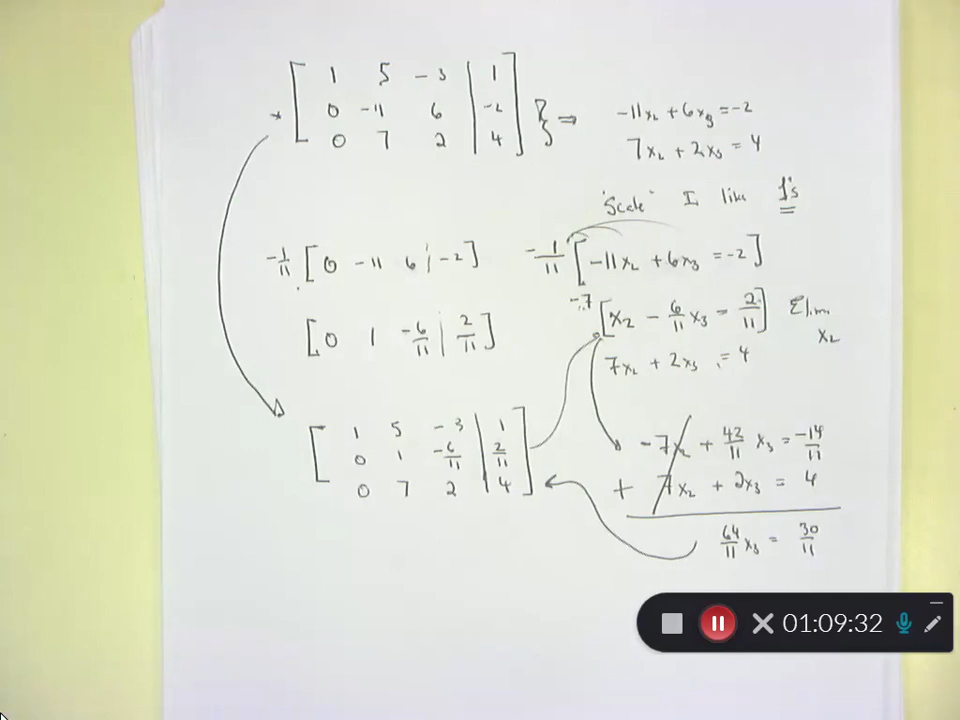 [ 1 5 -3 | 1 ]
* [ 0 -11 6 | -2 ] } ⇒ -11x₂ + 6x₃ = -2
[ 0 7 2 | 4 ] 7x₂ + 2x₃ = 4
"Scale" I like 1's
-1/11 [ 0 -11 6 | -2 ] -1/11 [ -11x₂ + 6x₃ = -2 ]
-7 [ x₂ - 6/11 x₃ = 2/11 ] Elim
x₂
[ 0 1 -6/11 | 2/11 ]
7x₂ + 2x₃ = 4
[ 1 5 -3 | 1 ]
[ 0 1 -6/11 | 2/11 ]
[ 0 7 2 | 4 ]
-7x₂ + 42/11 x₃ = -14/11
+ 7x₂ + 2x₃ = 4
64/11 x₃ = 30/11
01:09:32